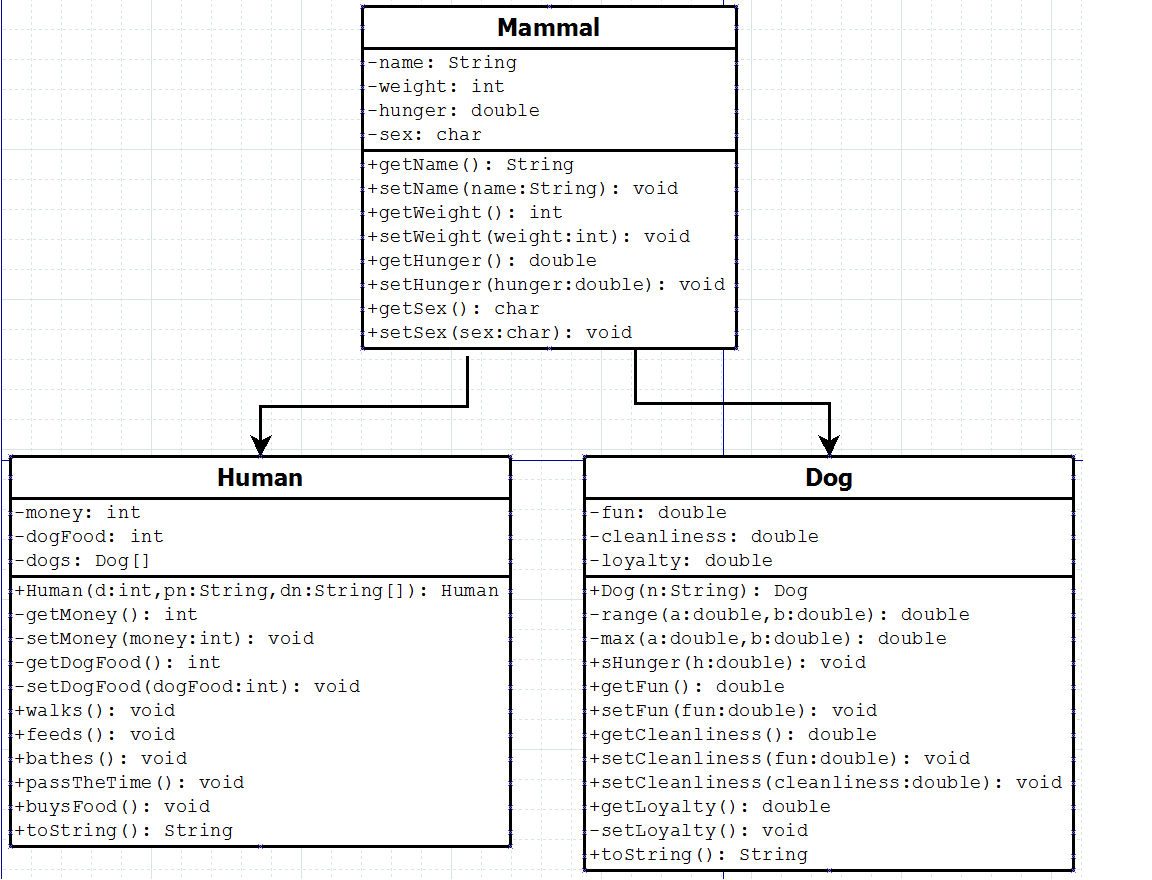 Mammal
-name: String
-weight: int
-hunger: double
-sex: char
+getName(): String
+setName(name:String): void
+getWeight(): int
+setWeight(weight:int): void
+getHunger(): double
+setHunger(hunger:double): void
+getSex(): char
+setSex(sex:char): void
Human
-money: int
-dogFood: int
-dogs: Dog[]
+Human(d:int,pn:String,dn:String[]): Human
-getMoney(): int
-setMoney(money:int): void
-getDogFood(): int
-setDogFood(dogFood:int): void
+walks(): void
+feeds(): void
+bathes(): void
+passTheTime(): void
+buysFood(): void
+toString(): String
Dog
-fun: double
-cleanliness: double
-loyalty: double
+Dog(n:String): Dog
-range(a:double,b:double): double
-max(a:double,b:double): double
+sHunger(h:double): void
+getFun(): double
+setFun(fun:double): void
+getCleanliness(): double
+setCleanliness(fun:double): void
+setCleanliness(cleanliness:double): void
+getLoyalty(): double
-setLoyalty(): void
+toString(): String